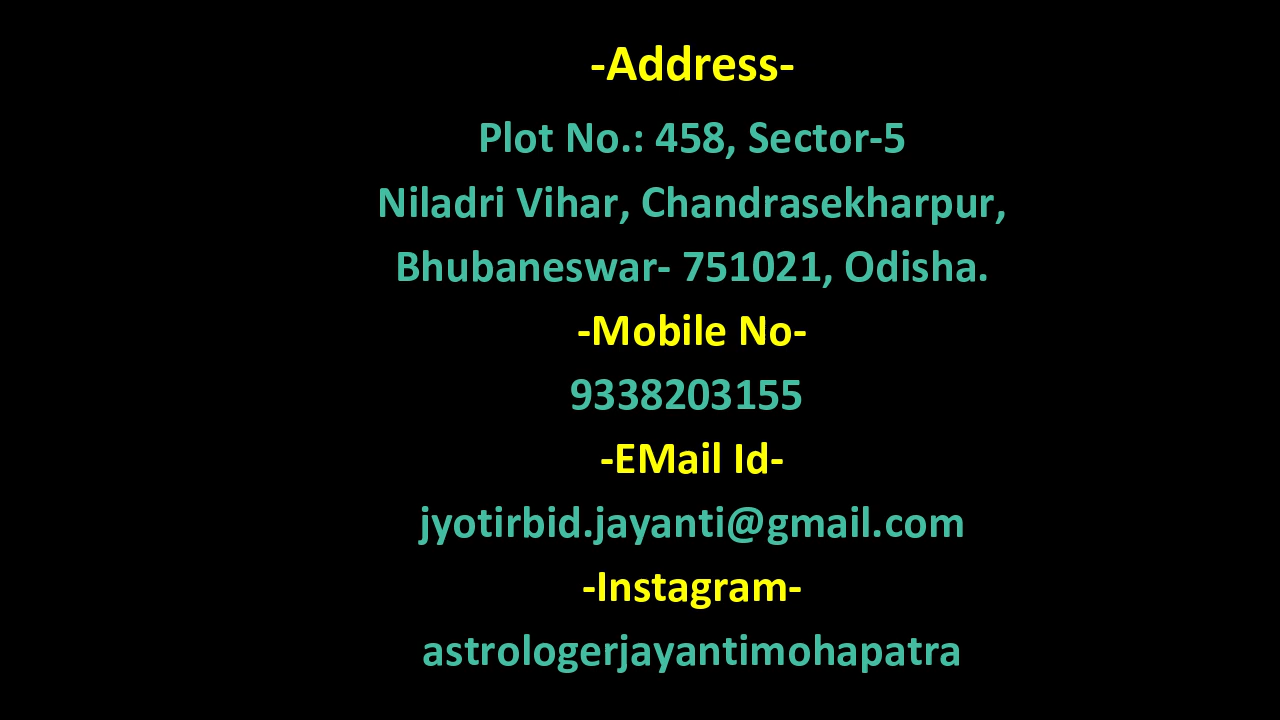 -Address-
Plot No.: 458, Sector-5
Niladri Vihar, Chandrasekharpur,
Bhubaneswar- 751021, Odisha.
-Mobile No-
9338203155
-EMail Id-
jyotirbid.jayanti@gmail.com
-Instagram-
astrologerjayantimohapatra